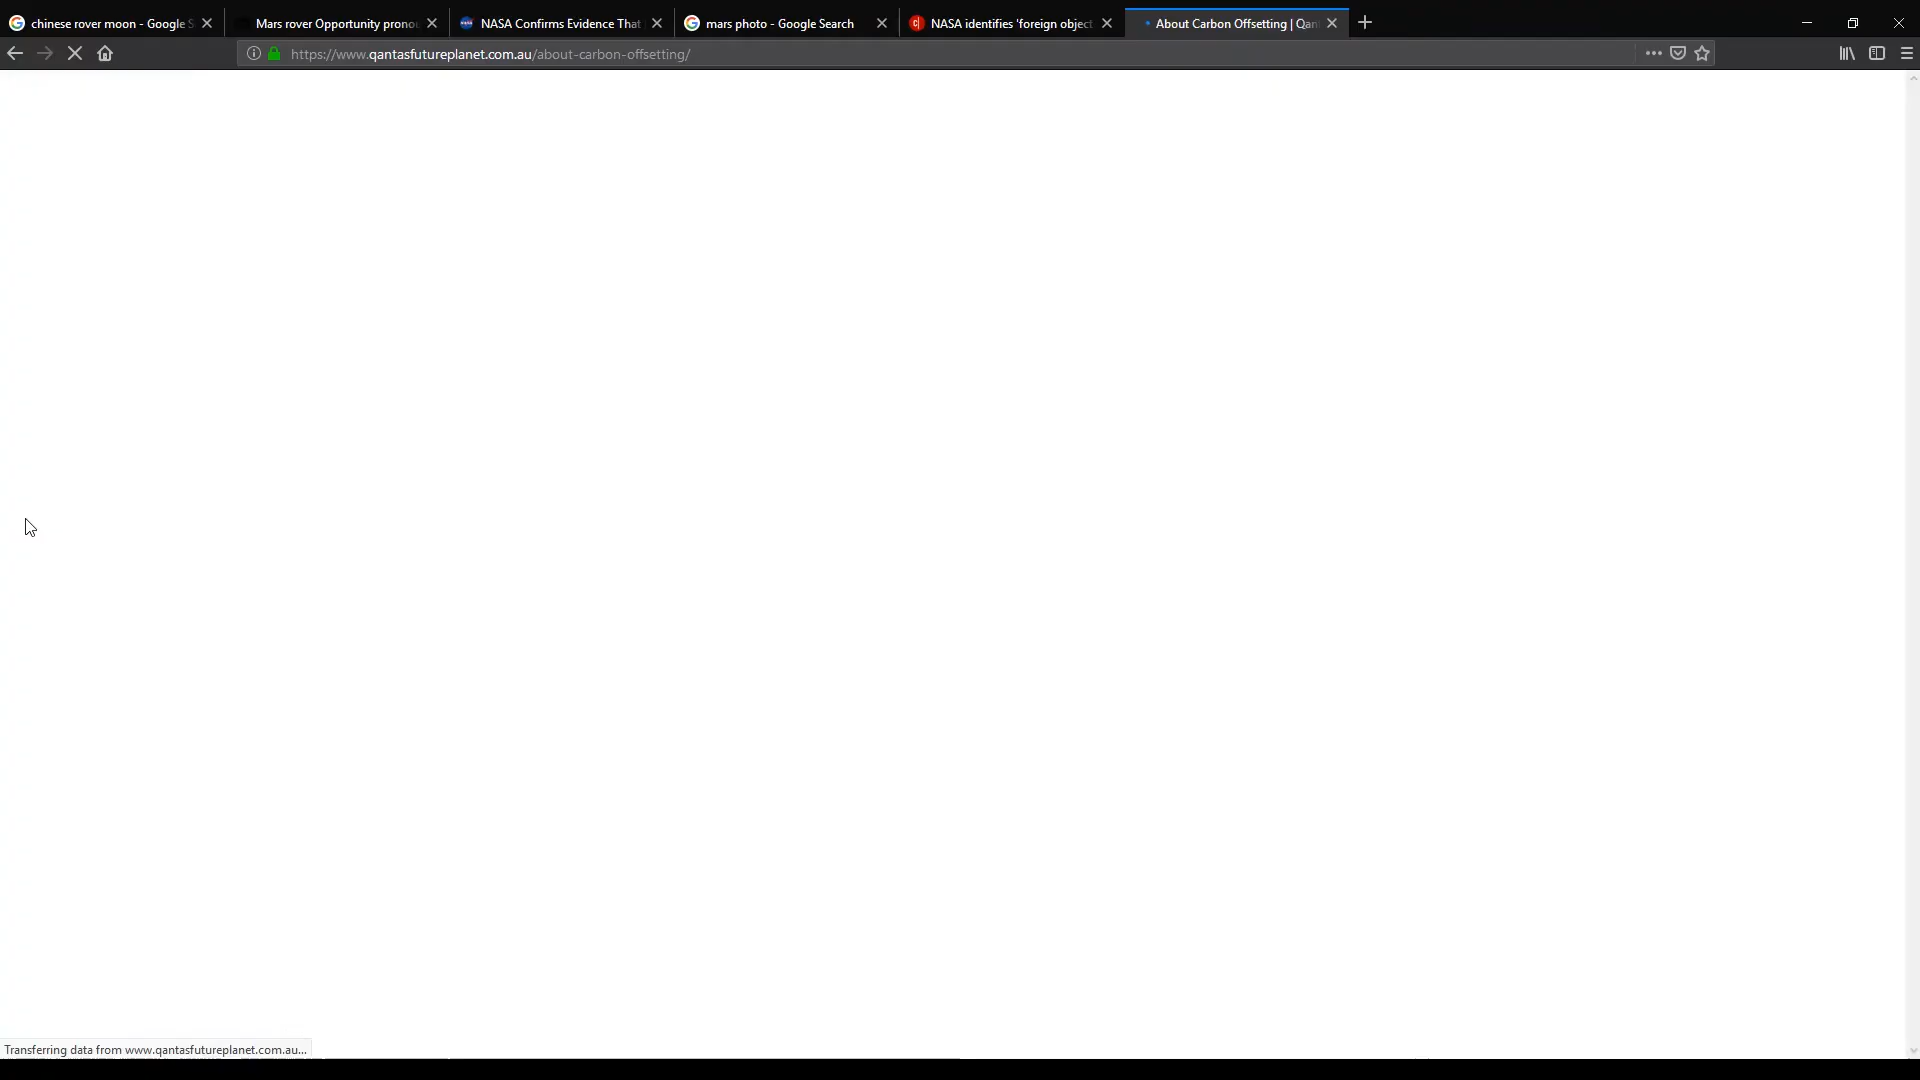 chinese rover moon - Google S
Mars rover Opportunity pronou
NASA Confirms Evidence That
mars photo - Google Search
NASA identifies 'foreign object
About Carbon Offsetting | Qan
https://www.qantasfutureplanet.com.au/about-carbon-offsetting/
Transferring data from www.qantasfutureplanet.com.au...